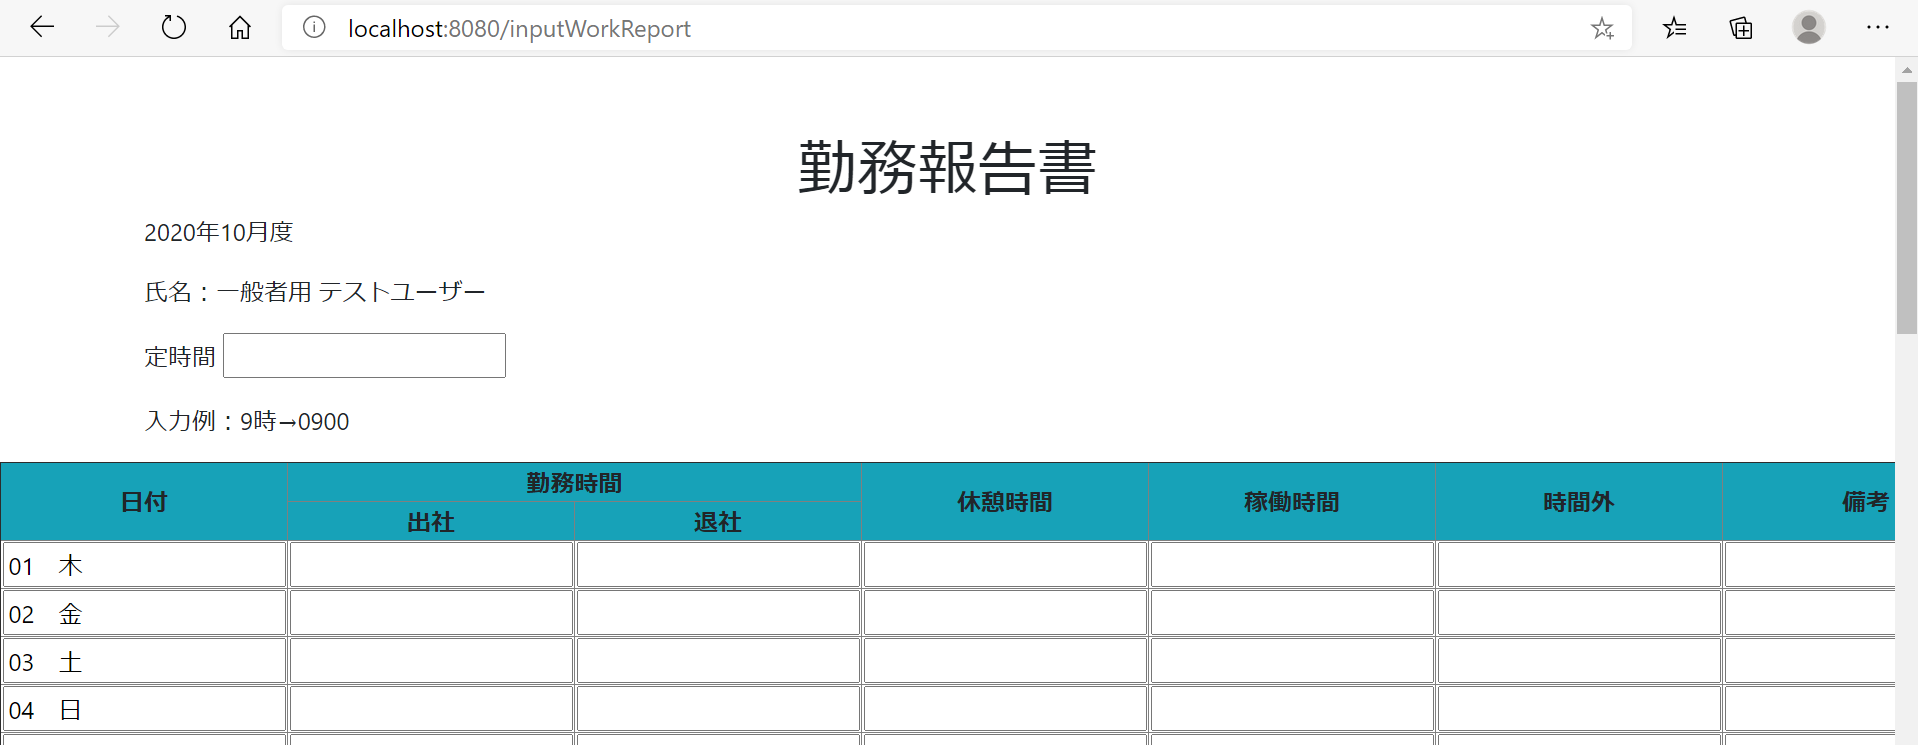 localhost:8080/inputWorkReport
勤務報告書
2020年10月度
氏名：一般者用 テストユーザー
定時間
入力例：9時→0900
日付 勤務時間 休憩時間 稼働時間 時間外 備考
出社 退社
01 木
02 金
03 土
04 日